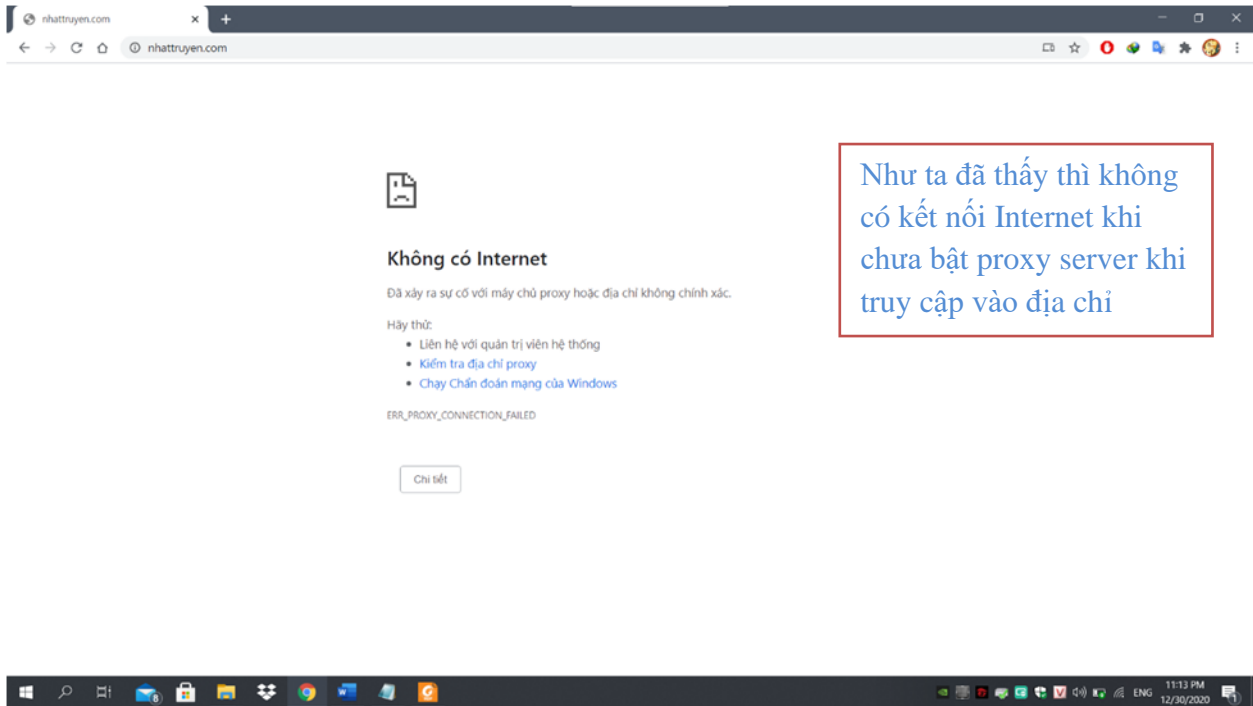 nhattruyen.com
nhattruyen.com
Như ta đã thấy thì không
có kết nối Internet khi
chưa bật proxy server khi
truy cập vào địa chỉ
Không có Internet
Đã xảy ra sự cố với máy chủ proxy hoặc địa chỉ không chính xác.
Hãy thử:
Liên hệ với quản trị viên hệ thống
Kiểm tra địa chỉ proxy
Chạy Chẩn đoán mạng của Windows
ERR_PROXY_CONNECTION_FAILED
Chi tiết
8
ENG
11:13 PM
12/30/2020
1